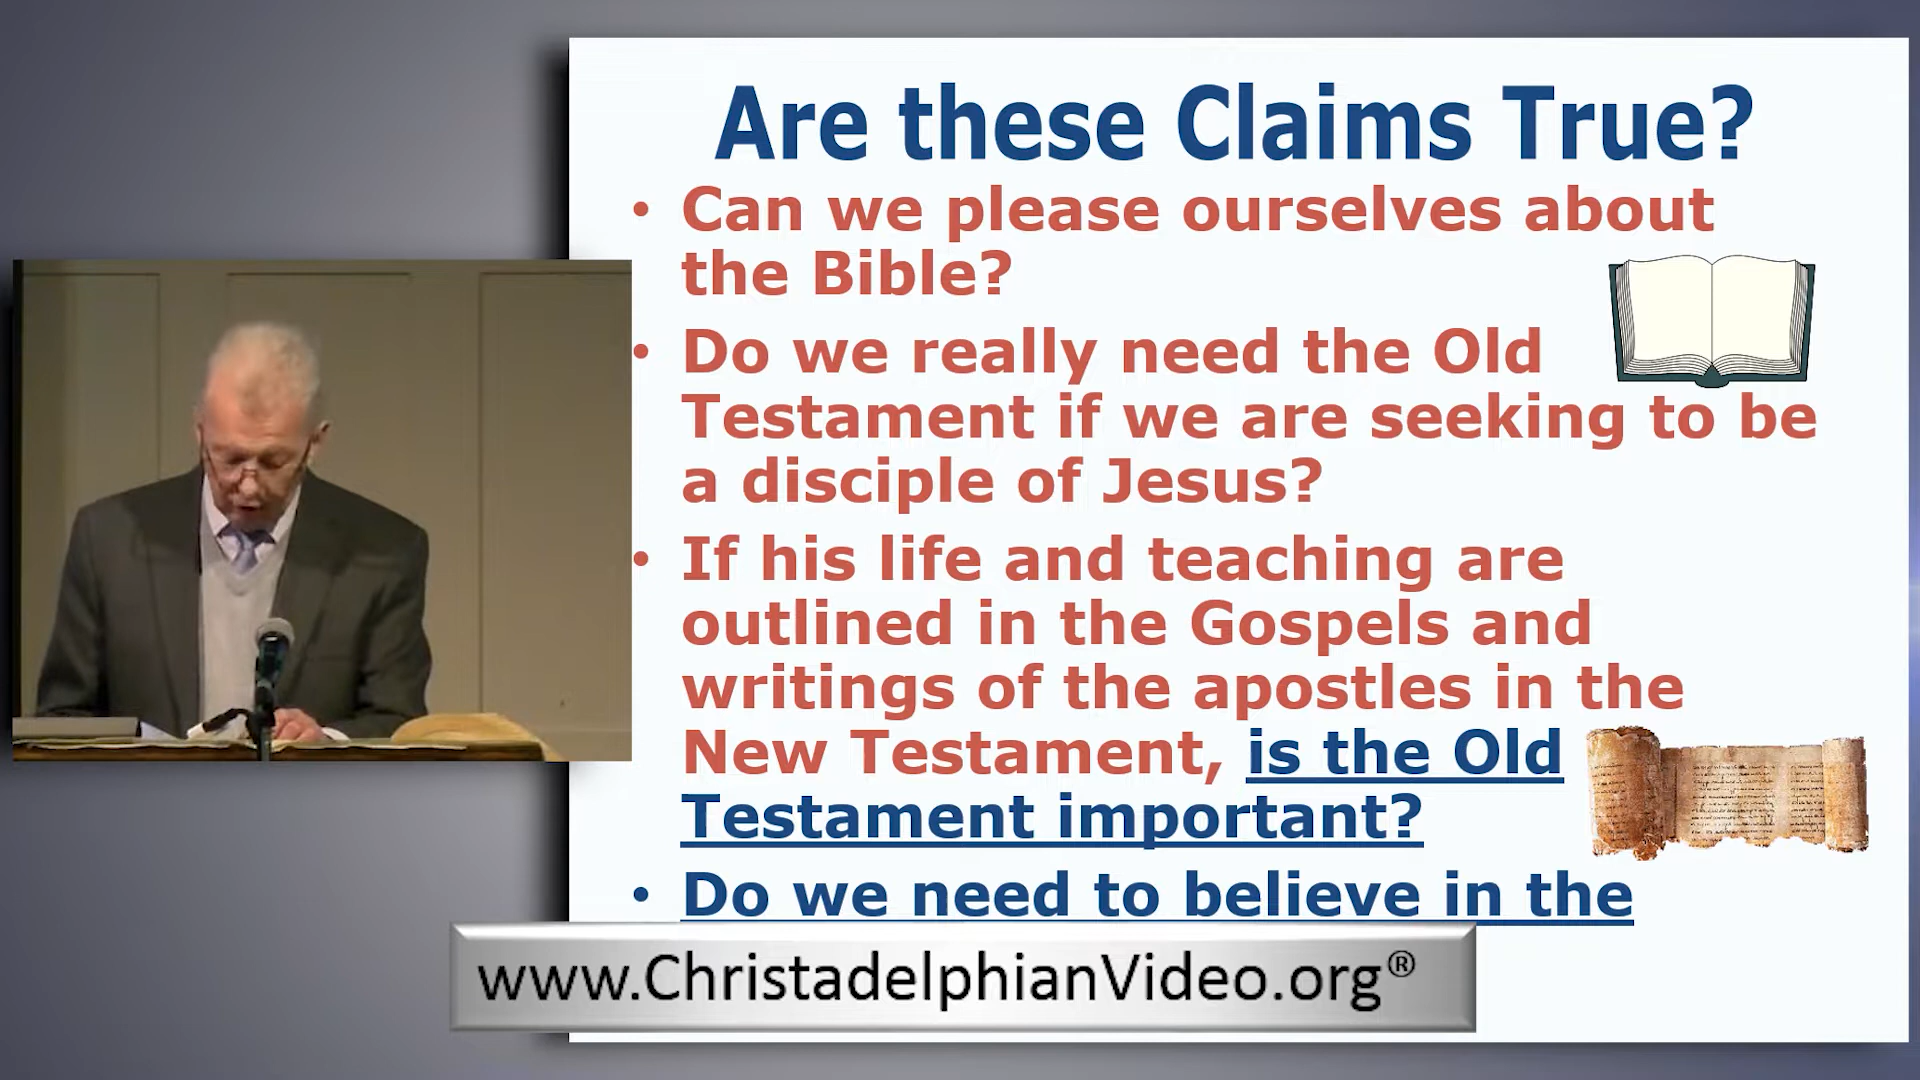 Are these Claims True?
• Can we please ourselves about
the Bible?
• Do we really need the Old
Testament if we are seeking to be
a disciple of Jesus?
• If his life and teaching are
outlined in the Gospels and
writings of the apostles in the
New Testament, is the Old
Testament important?
• Do we need to believe in the
www.ChristadelphianVideo.org®